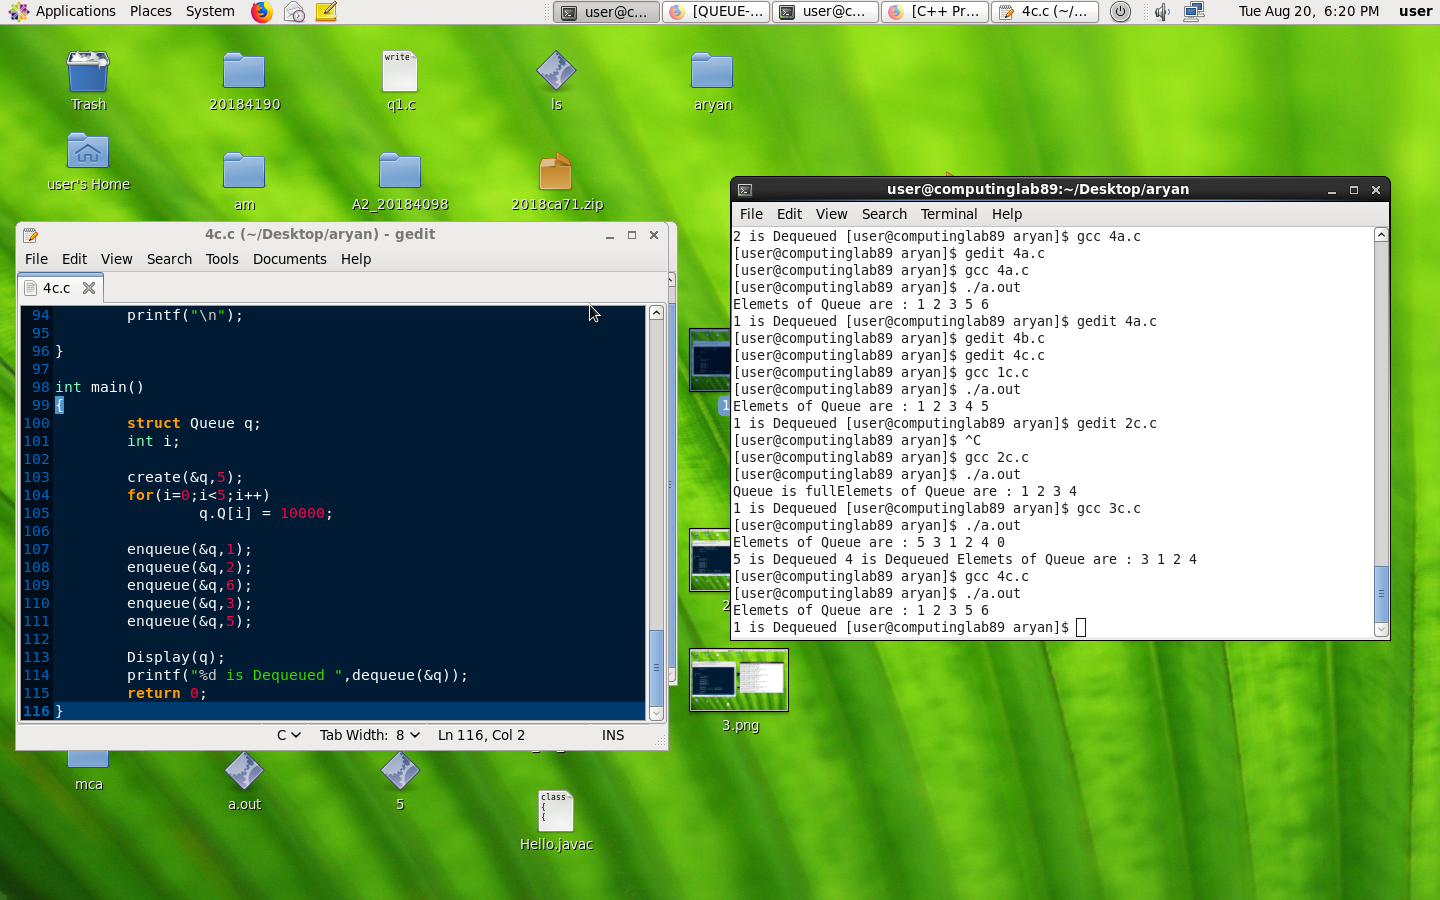 Applications Places System user@c... [QUEUE-... user@c... [C++ Pr... 4c.c (~/... Tue Aug 20, 6:20 PM user
Trash
20184190
write
q1.c
ls
aryan
user's Home
am
A2_20184098
2018ca71.zip
4c.c (~/Desktop/aryan) - gedit
File Edit View Search Tools Documents Help
4c.c
94 printf("\n");
95
96 }
97
98 int main()
99 {
100 struct Queue q;
101 int i;
102
103 create(&q,5);
104 for(i=0;i<5;i++)
105 q.Q[i] = 10000;
106
107 enqueue(&q,1);
108 enqueue(&q,2);
109 enqueue(&q,6);
110 enqueue(&q,3);
111 enqueue(&q,5);
112
113 Display(q);
114 printf("%d is Dequeued ",dequeue(&q));
115 return 0;
116 }
C Tab Width: 8 Ln 116, Col 2 INS
user@computinglab89:~/Desktop/aryan
File Edit View Search Terminal Help
2 is Dequeued [user@computinglab89 aryan]$ gcc 4a.c
[user@computinglab89 aryan]$ gedit 4a.c
[user@computinglab89 aryan]$ gcc 4a.c
[user@computinglab89 aryan]$ ./a.out
Elemets of Queue are : 1 2 3 5 6
1 is Dequeued [user@computinglab89 aryan]$ gedit 4a.c
[user@computinglab89 aryan]$ gedit 4b.c
[user@computinglab89 aryan]$ gedit 4c.c
[user@computinglab89 aryan]$ gcc 1c.c
[user@computinglab89 aryan]$ ./a.out
Elemets of Queue are : 1 2 3 4 5
1 is Dequeued [user@computinglab89 aryan]$ gedit 2c.c
[user@computinglab89 aryan]$ ^C
[user@computinglab89 aryan]$ gcc 2c.c
[user@computinglab89 aryan]$ ./a.out
Queue is fullElemets of Queue are : 1 2 3 4
1 is Dequeued [user@computinglab89 aryan]$ gcc 3c.c
[user@computinglab89 aryan]$ ./a.out
Elemets of Queue are : 5 3 1 2 4 0
5 is Dequeued 4 is Dequeued Elemets of Queue are : 3 1 2 4
[user@computinglab89 aryan]$ gcc 4c.c
[user@computinglab89 aryan]$ ./a.out
Elemets of Queue are : 1 2 3 5 6
1 is Dequeued [user@computinglab89 aryan]$
1
2
3.png
mca
a.out
5
class
{
{
Hello.javac